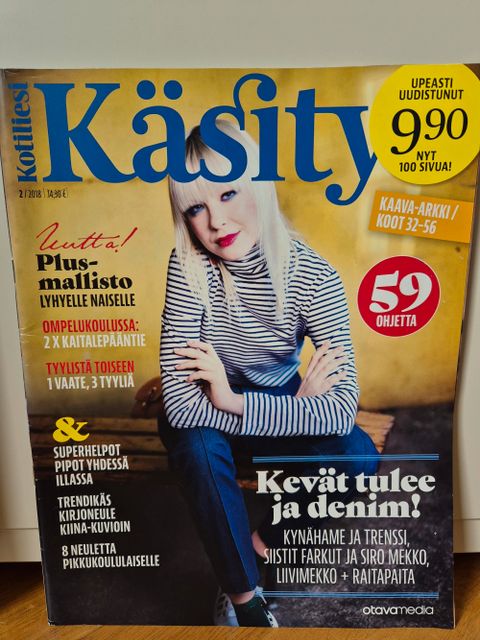 Kotiliesi
Käsity
2 / 2018 | 14,90 €
UPEASTI
UUDISTUNUT
9,90
NYT
100 SIVUA!
KAAVA-ARKKI /
KOOT 32–56
Uutta!
Plus-
mallisto
LYHYELLE NAISELLE
OMPELUKOULUSSA:
2 X KAITALEPÄÄNTIE
TYYLISTÄ TOISEEN
1 VAATE, 3 TYYLIÄ
59
OHJETTA
&
SUPERHELPOT
PIPOT YHDESSÄ
ILLASSA
TRENDIKÄS
KIRJONEULE
KIINA-KUVIOIN
8 NEULETTA
PIKKUKOULULAISELLE
Kevät tulee
ja denim!
KYNÄHAME JA TRENSSI,
SIISTIT FARKUT JA SIRO MEKKO,
LIIVIMEKKO + RAITAPAITA
otavamedia